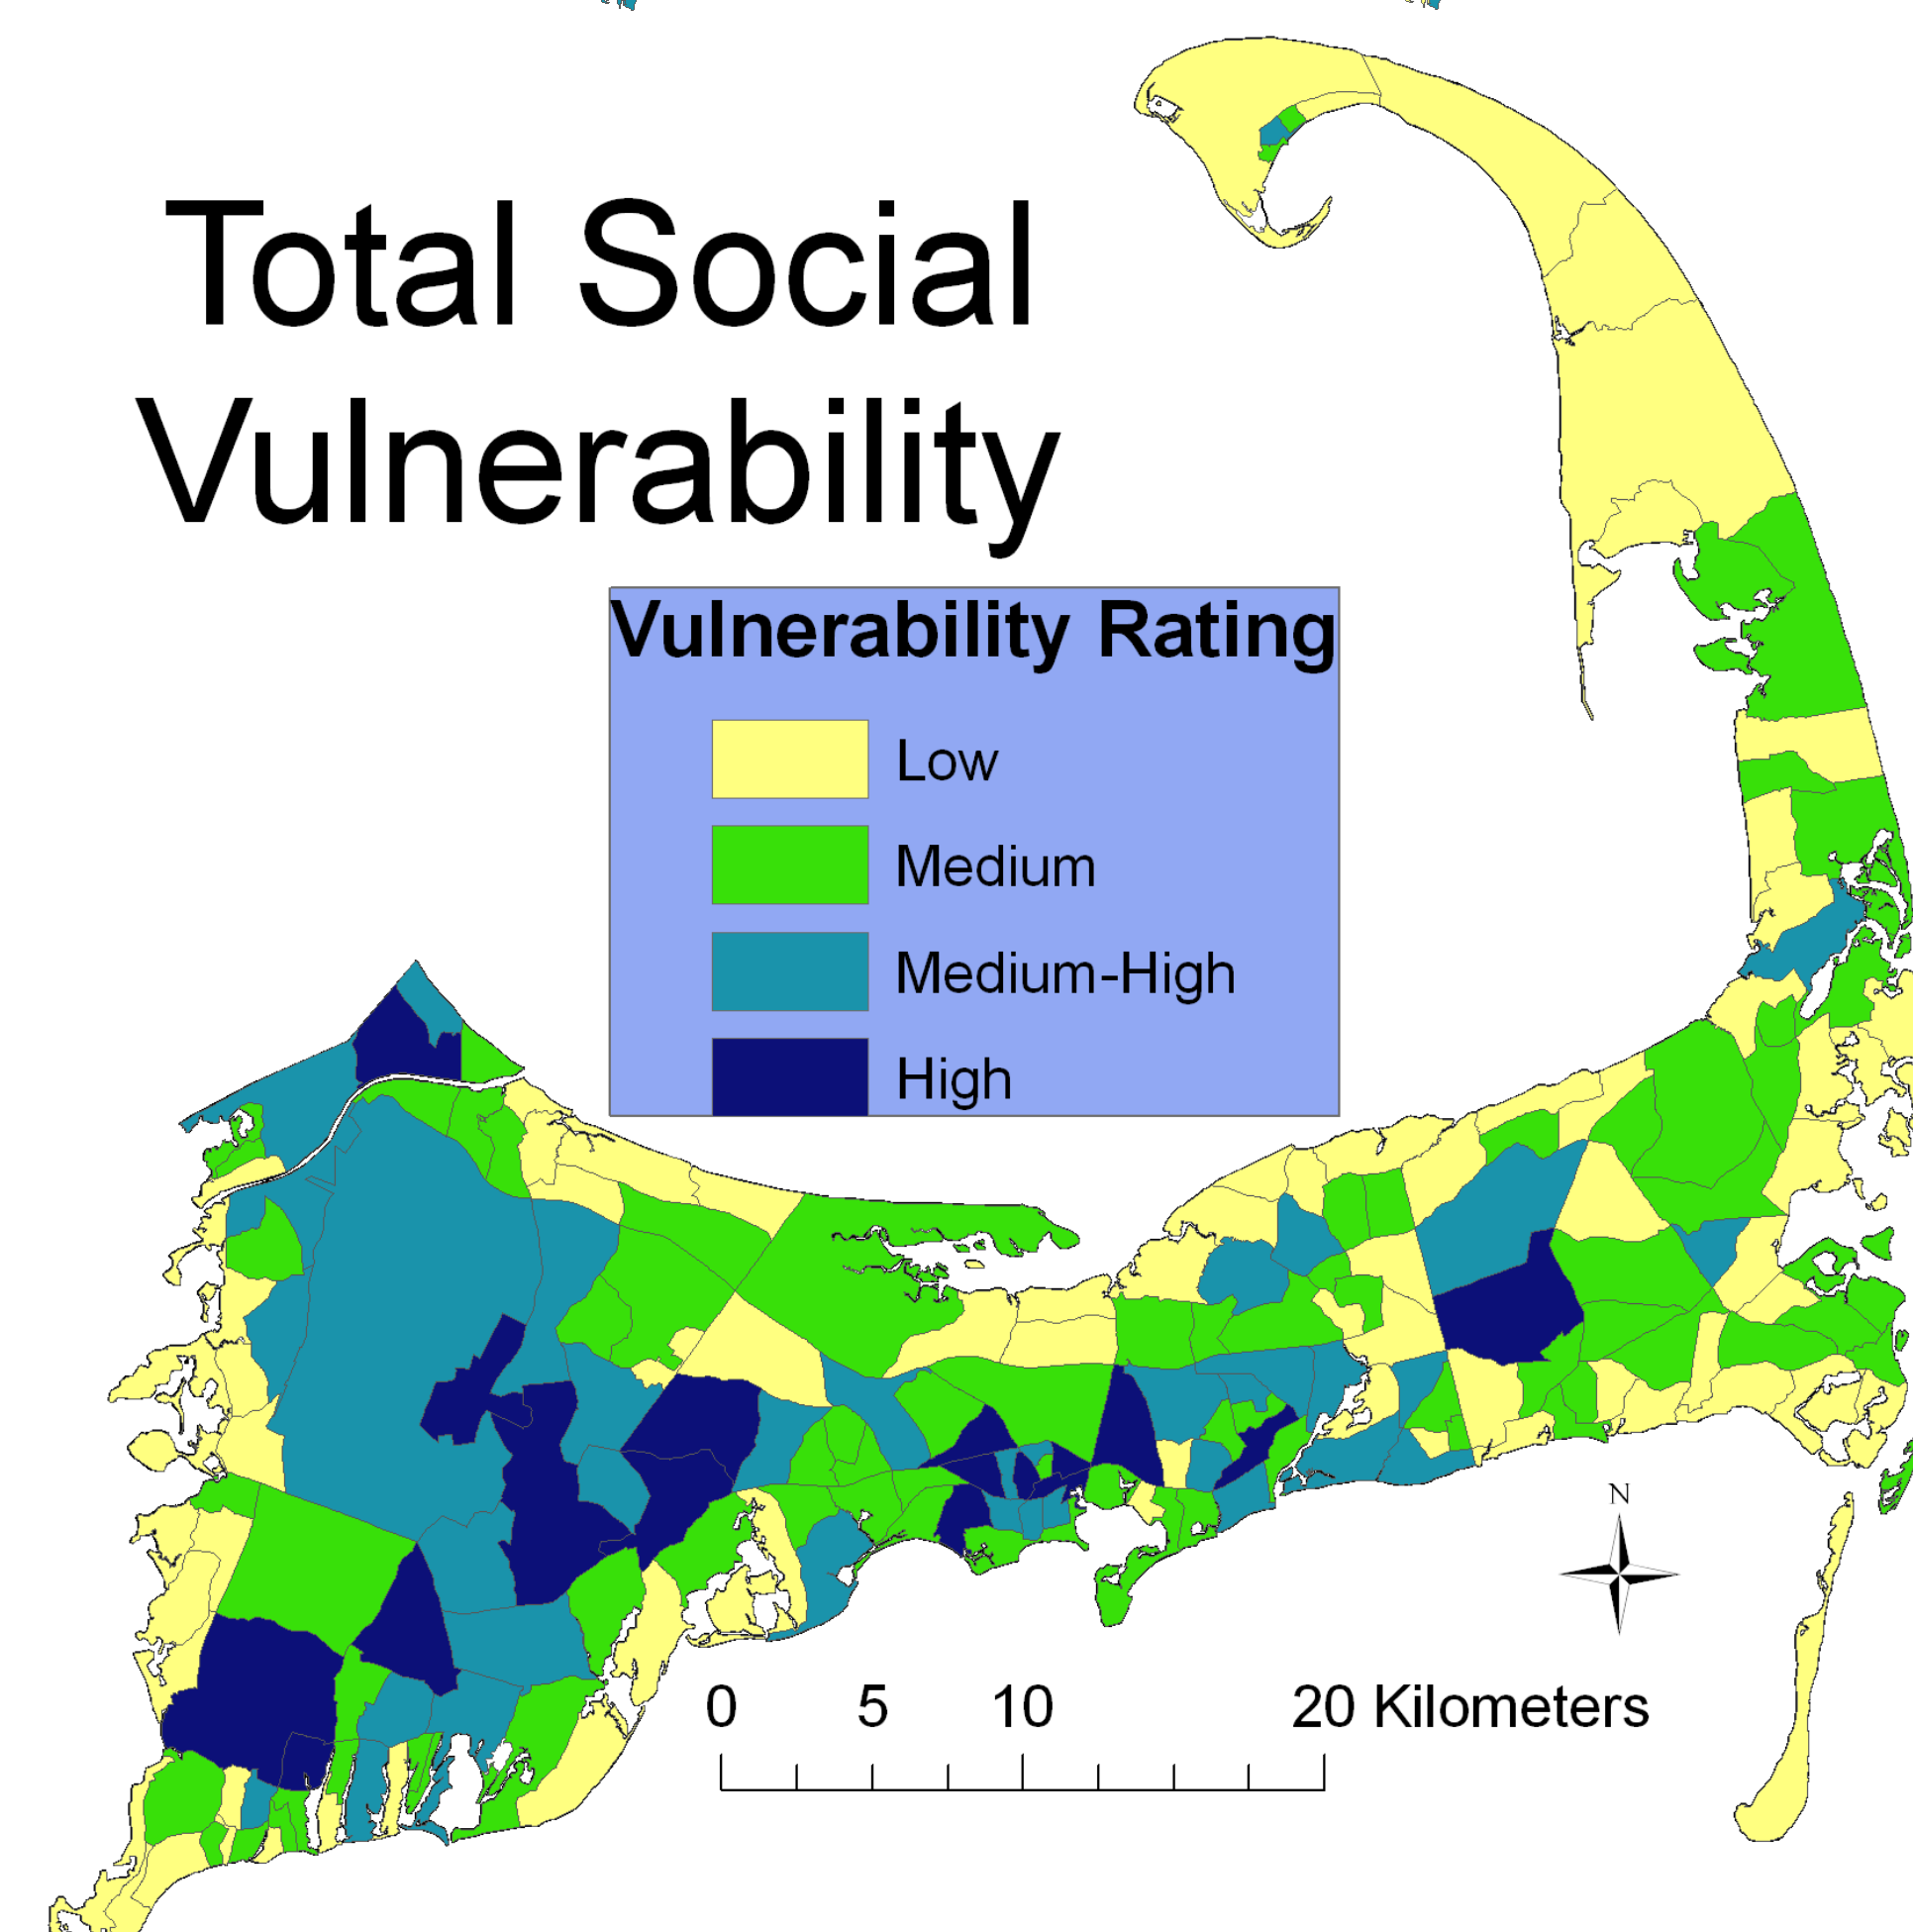 Total Social
Vulnerability
Vulnerability Rating
Low
Medium
Medium-High
High
N
0 5 10 20 Kilometers